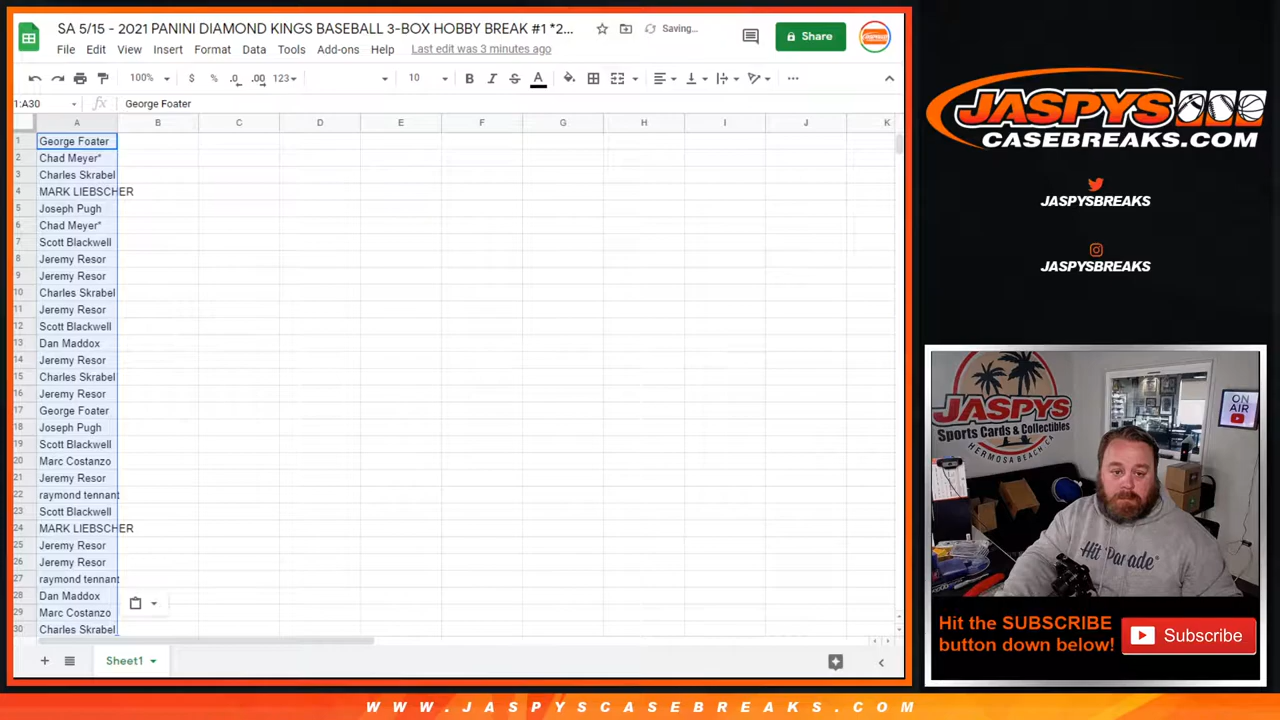 SA 5/15 - 2021 PANINI DIAMOND KINGS BASEBALL 3-BOX HOBBY BREAK #1 *2...
Saving...
Share
File Edit View Insert Format Data Tools Add-ons Help Last edit was 3 minutes ago
100% $ % .0 .00 123 10 B I S A
1:A30 fx George Foater
A B C D E F G H I J K
1 George Foater
2 Chad Meyer*
3 Charles Skrabel
4 MARK LIEBSCHER
5 Joseph Pugh
6 Chad Meyer*
7 Scott Blackwell
8 Jeremy Resor
9 Jeremy Resor
10 Charles Skrabel
11 Jeremy Resor
12 Scott Blackwell
13 Dan Maddox
14 Jeremy Resor
15 Charles Skrabel
16 Jeremy Resor
17 George Foater
18 Joseph Pugh
19 Scott Blackwell
20 Marc Costanzo
21 Jeremy Resor
22 raymond tennant
23 Scott Blackwell
24 MARK LIEBSCHER
25 Jeremy Resor
26 Jeremy Resor
27 raymond tennant
28 Dan Maddox
29 Marc Costanzo
30 Charles Skrabel
Sheet1
JASPYS
CASEBREAKS.COM
JASPYSBREAKS
JASPYSBREAKS
JASPYS
Sports Cards & Collectibles
HERMOSA BEACH CA
ON
AIR
Hit Parade
Hit the SUBSCRIBE
button down below!
Subscribe
WWW.JASPYSCASEBREAKS.COM